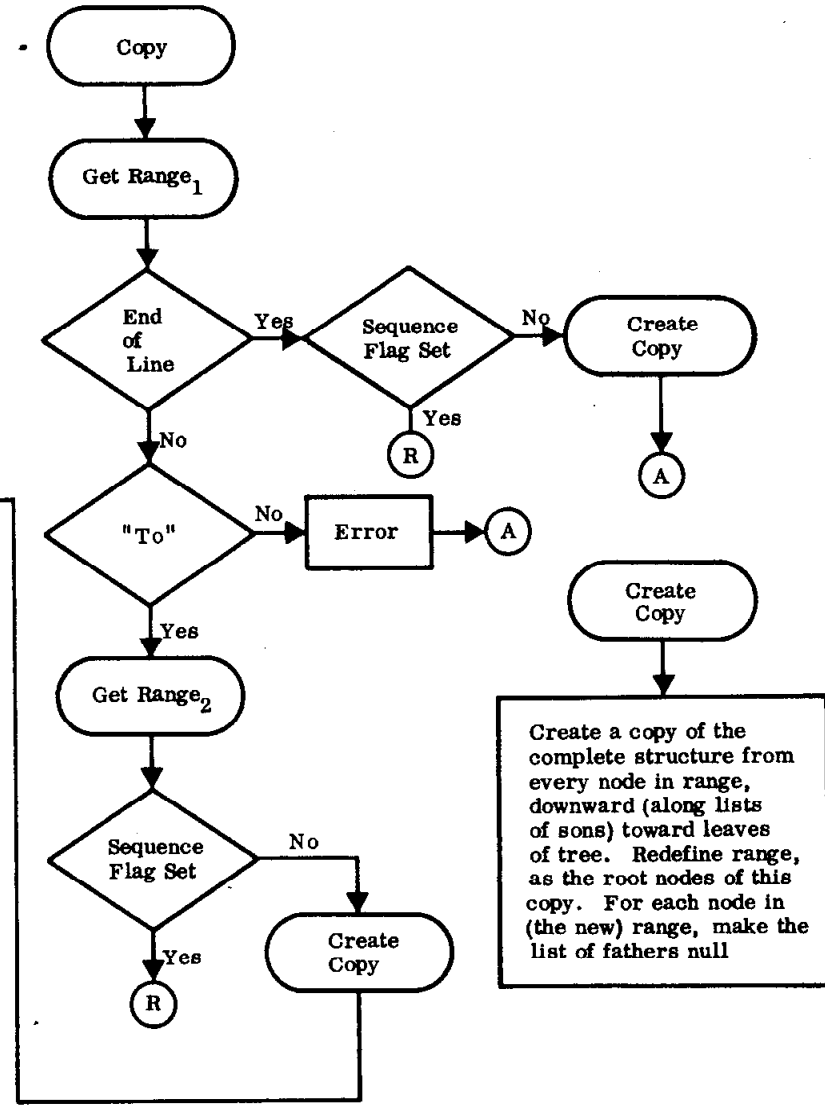 Copy
Get Range1
End
of
Line
Yes
Sequence
Flag Set
No
Create
Copy
Yes
R
A
No
"To"
No
Error
A
Yes
Get Range2
Sequence
Flag Set
No
Create
Copy
Yes
R
Create
Copy
Create a copy of the
complete structure from
every node in range,
downward (along lists
of sons) toward leaves
of tree. Redefine range,
as the root nodes of this
copy. For each node in
(the new) range, make the
list of fathers null